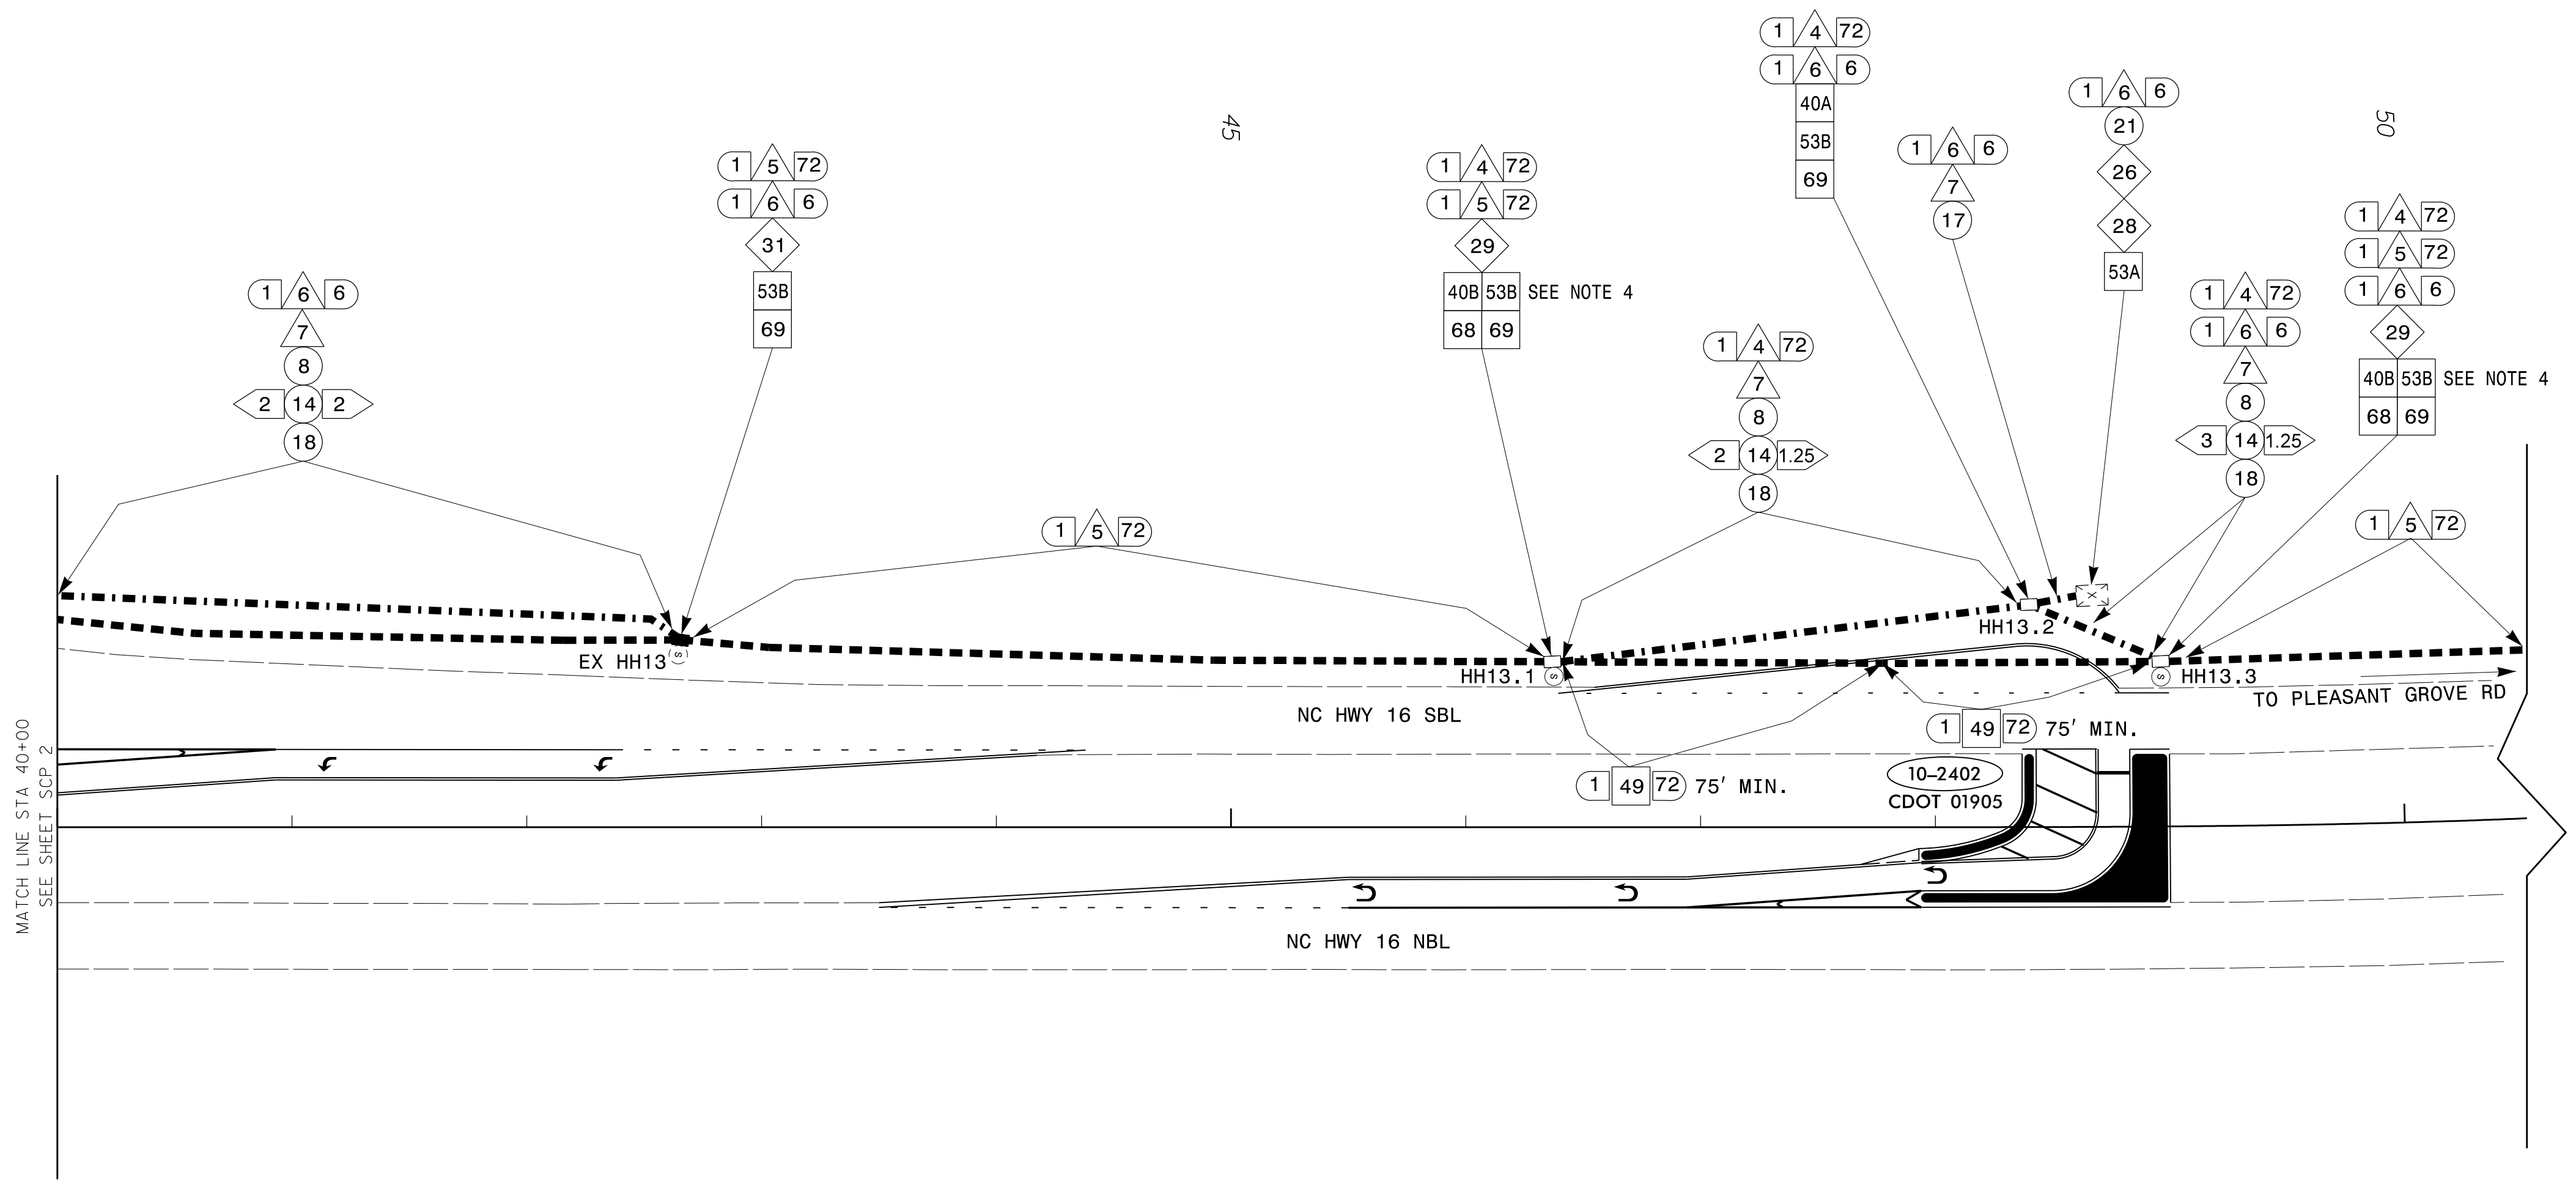 1 4 72
1 6 6
40A
53B
69
1 6 6
21
26
28
53A
45
50
1 6 6
7
17
1 5 72
1 6 6
31
53B
69
1 4 72
1 5 72
29
40B 53B SEE NOTE 4
68 69
1 4 72
1 5 72
1 6 6
29
40B 53B SEE NOTE 4
68 69
1 6 6
7
8
2 14 2
18
1 4 72
1 6 6
7
8
3 14 1.25
18
1 4 72
7
8
2 14 1.25
18
1 5 72
1 5 72
HH13.2
EX HH13
S
HH13.1
S
HH13.3
S
TO PLEASANT GROVE RD
NC HWY 16 SBL
1 49 72 75' MIN.
1 49 72 75' MIN.
10-2402
CDOT 01905
MATCH LINE STA 40+00
SEE SHEET SCP 2
NC HWY 16 NBL